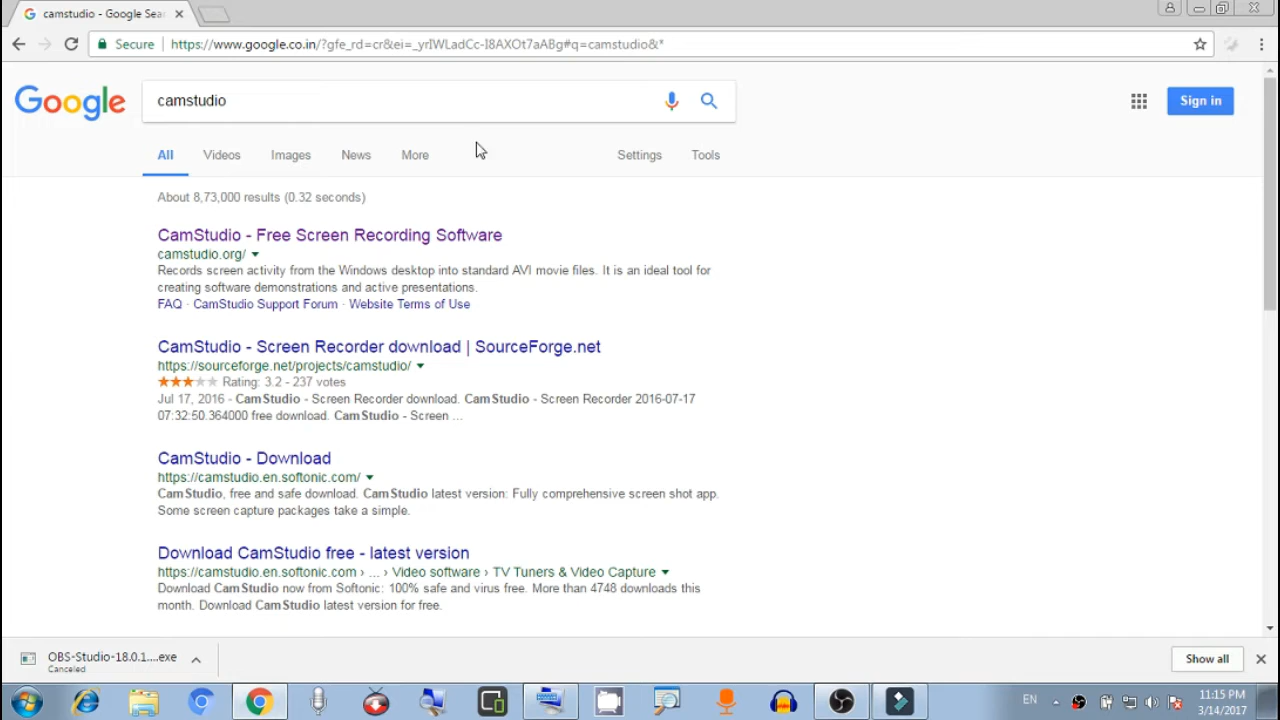 camstudio - Google Sear
Secure
https://www.google.co.in/?gfe_rd=cr&ei=_yrIWLadCc-I8AXOt7aABg#q=camstudio&*
Google
camstudio
Sign in
All Videos Images News More Settings Tools
About 8,73,000 results (0.32 seconds)
CamStudio - Free Screen Recording Software
camstudio.org/
Records screen activity from the Windows desktop into standard AVI movie files. It is an ideal tool for
creating software demonstrations and active presentations.
FAQ · CamStudio Support Forum · Website Terms of Use
CamStudio - Screen Recorder download | SourceForge.net
https://sourceforge.net/projects/camstudio/
Rating: 3.2 - 237 votes
Jul 17, 2016 - CamStudio - Screen Recorder download. CamStudio - Screen Recorder 2016-07-17
07:32:50.364000 free download. CamStudio - Screen ...
CamStudio - Download
https://camstudio.en.softonic.com/
CamStudio, free and safe download. CamStudio latest version: Fully comprehensive screen shot app.
Some screen capture packages take a simple.
Download CamStudio free - latest version
https://camstudio.en.softonic.com › ... › Video software › TV Tuners & Video Capture
Download CamStudio now from Softonic: 100% safe and virus free. More than 4748 downloads this
month. Download CamStudio latest version for free.
OBS-Studio-18.0.1....exe
Canceled
Show all
EN
11:15 PM
3/14/2017